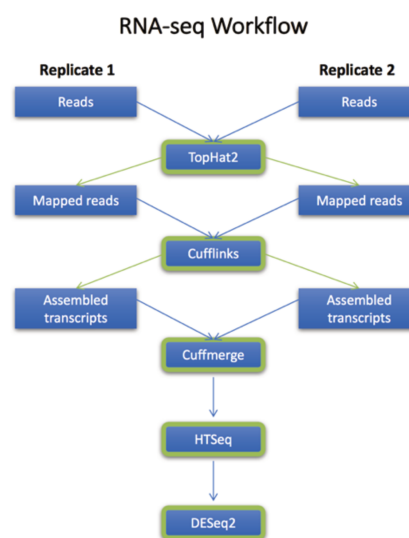 RNA-seq Workflow
Replicate 1
Replicate 2
Reads
Reads
TopHat2
Mapped reads
Mapped reads
Cufflinks
Assembled
transcripts
Assembled
transcripts
Cuffmerge
HTSeq
DESeq2